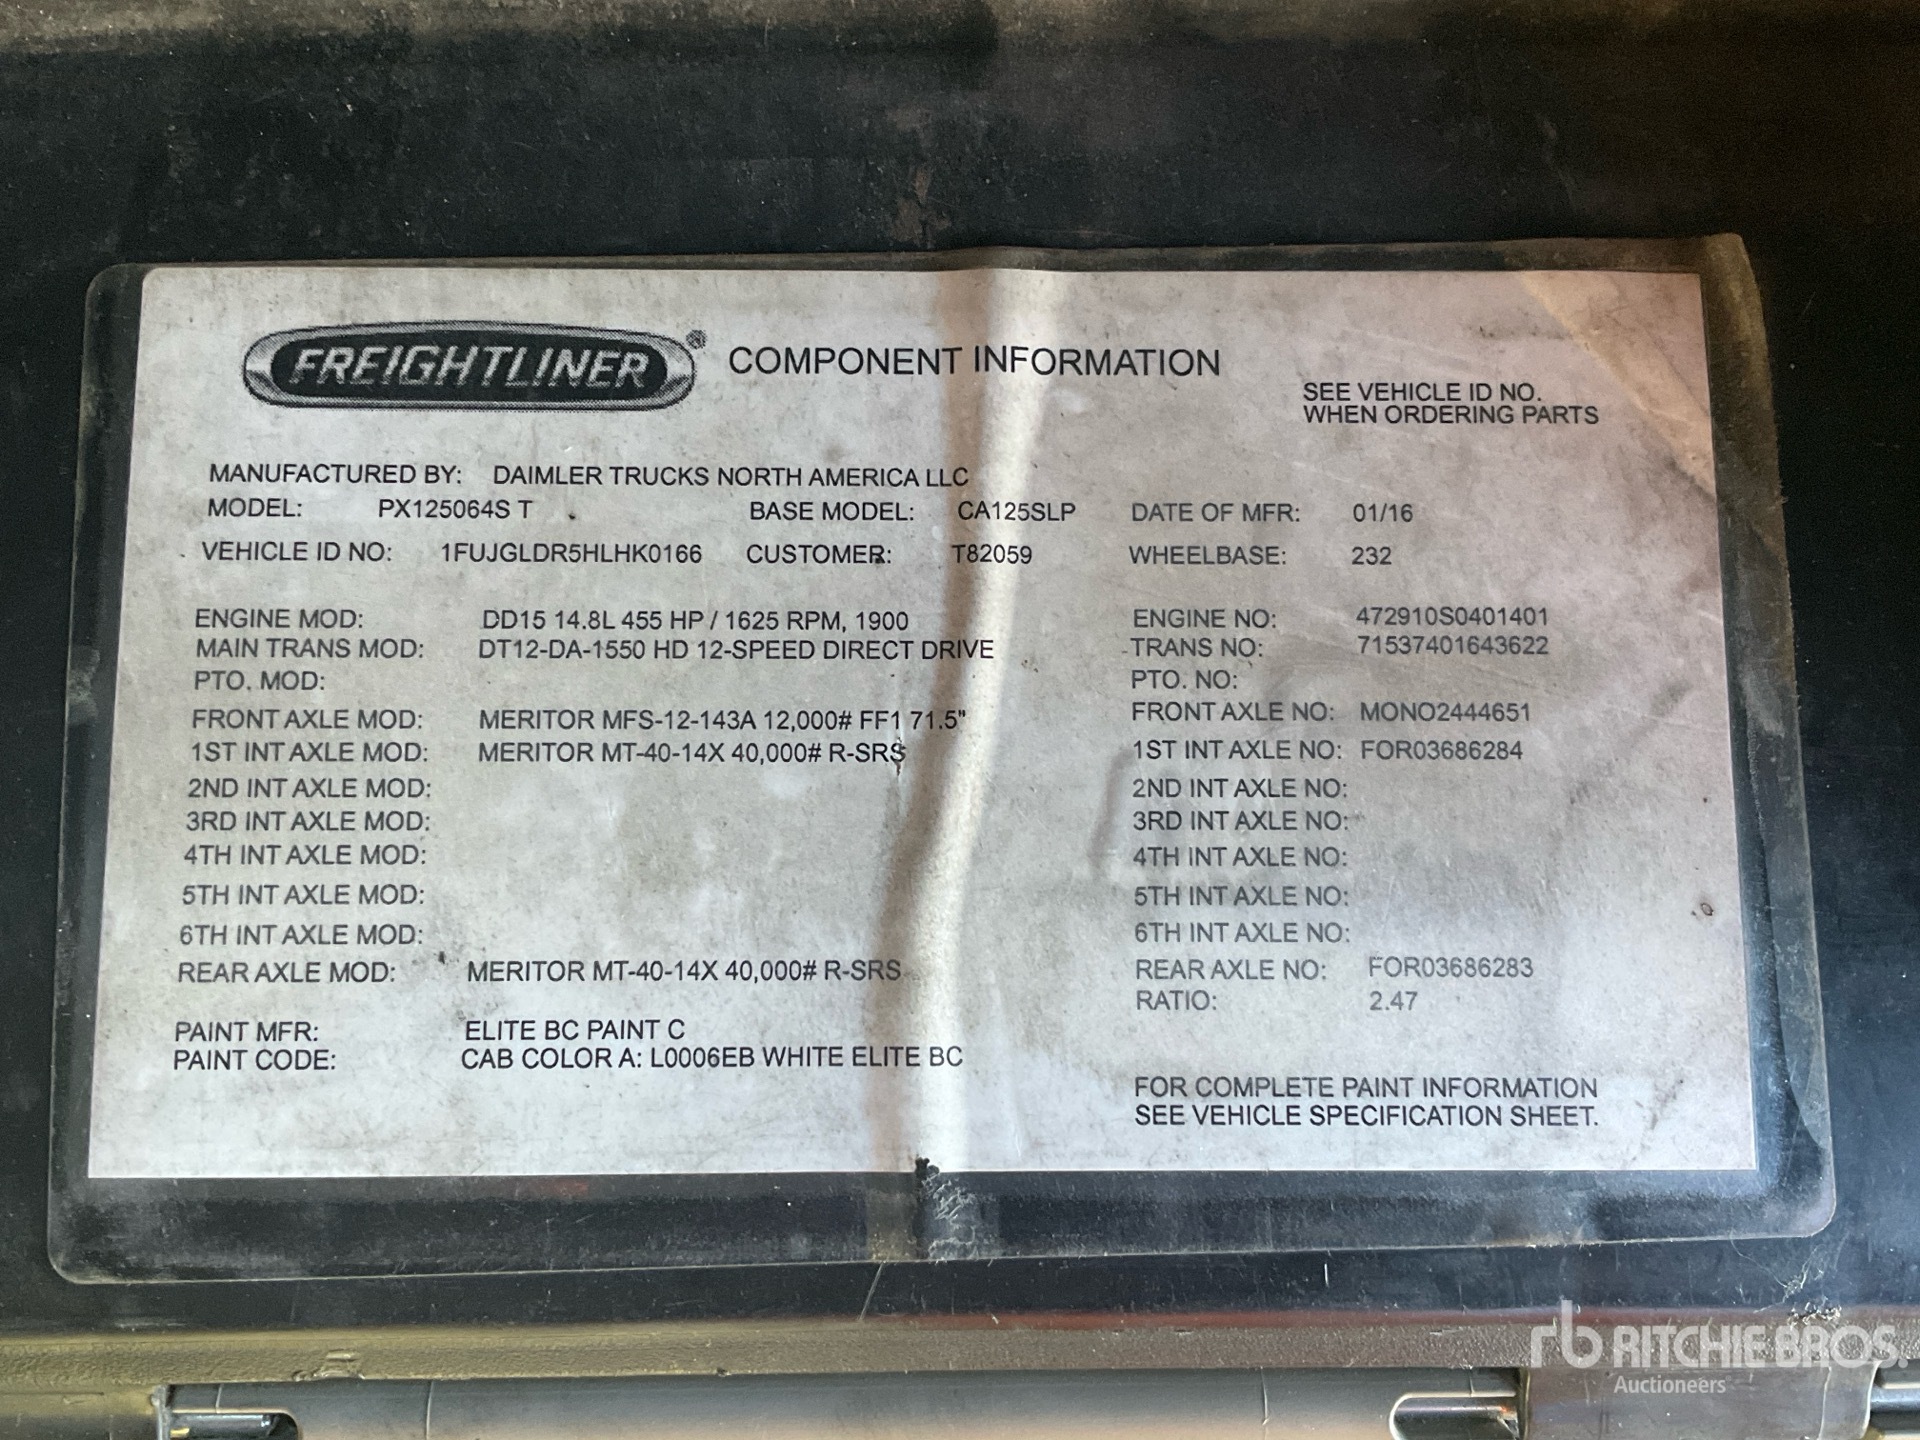 FREIGHTLINER® COMPONENT INFORMATION
SEE VEHICLE ID NO.
WHEN ORDERING PARTS
MANUFACTURED BY: DAIMLER TRUCKS NORTH AMERICA LLC
MODEL: PX125064S T BASE MODEL: CA125SLP DATE OF MFR: 01/16
VEHICLE ID NO: 1FUJGLDR5HLHK0166 CUSTOMER: T82059 WHEELBASE: 232
ENGINE MOD: DD15 14.8L 455 HP / 1625 RPM, 1900 ENGINE NO: 472910S0401401
MAIN TRANS MOD: DT12-DA-1550 HD 12-SPEED DIRECT DRIVE TRANS NO: 71537401643622
PTO. MOD: PTO. NO:
FRONT AXLE MOD: MERITOR MFS-12-143A 12,000# FF1 71.5" FRONT AXLE NO: MONO2444651
1ST INT AXLE MOD: MERITOR MT-40-14X 40,000# R-SRS 1ST INT AXLE NO: FOR03686284
2ND INT AXLE MOD: 2ND INT AXLE NO:
3RD INT AXLE MOD: 3RD INT AXLE NO:
4TH INT AXLE MOD: 4TH INT AXLE NO:
5TH INT AXLE MOD: 5TH INT AXLE NO:
6TH INT AXLE MOD: 6TH INT AXLE NO:
REAR AXLE MOD: MERITOR MT-40-14X 40,000# R-SRS REAR AXLE NO: FOR03686283
RATIO: 2.47
PAINT MFR: ELITE BC PAINT C
PAINT CODE: CAB COLOR A: L0006EB WHITE ELITE BC
FOR COMPLETE PAINT INFORMATION
SEE VEHICLE SPECIFICATION SHEET.
rb RITCHIE BROS.
Auctioneers